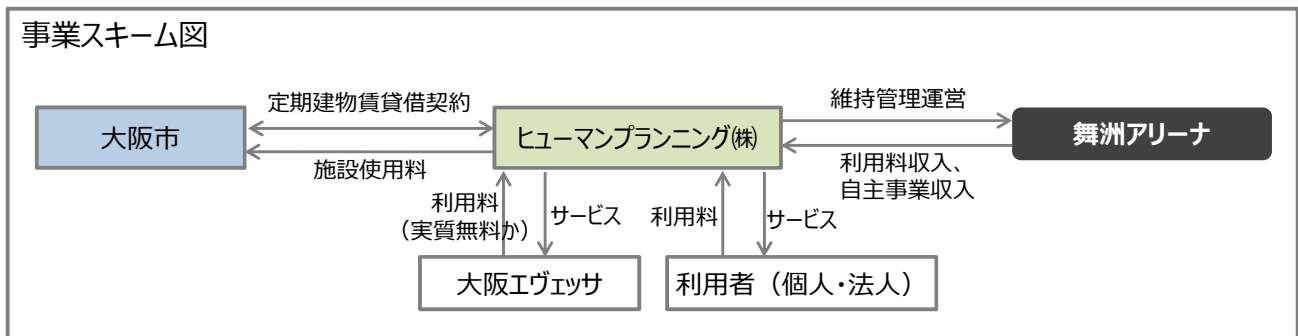 事業スキーム図
定期建物賃貸借契約
維持管理運営
大阪市
ヒューマンプランニング㈱
舞洲アリーナ
施設使用料
利用料収入、
自主事業収入
利用料
(実質無料か)
サービス
利用料
サービス
大阪エヴェッサ
利用者（個人・法人）